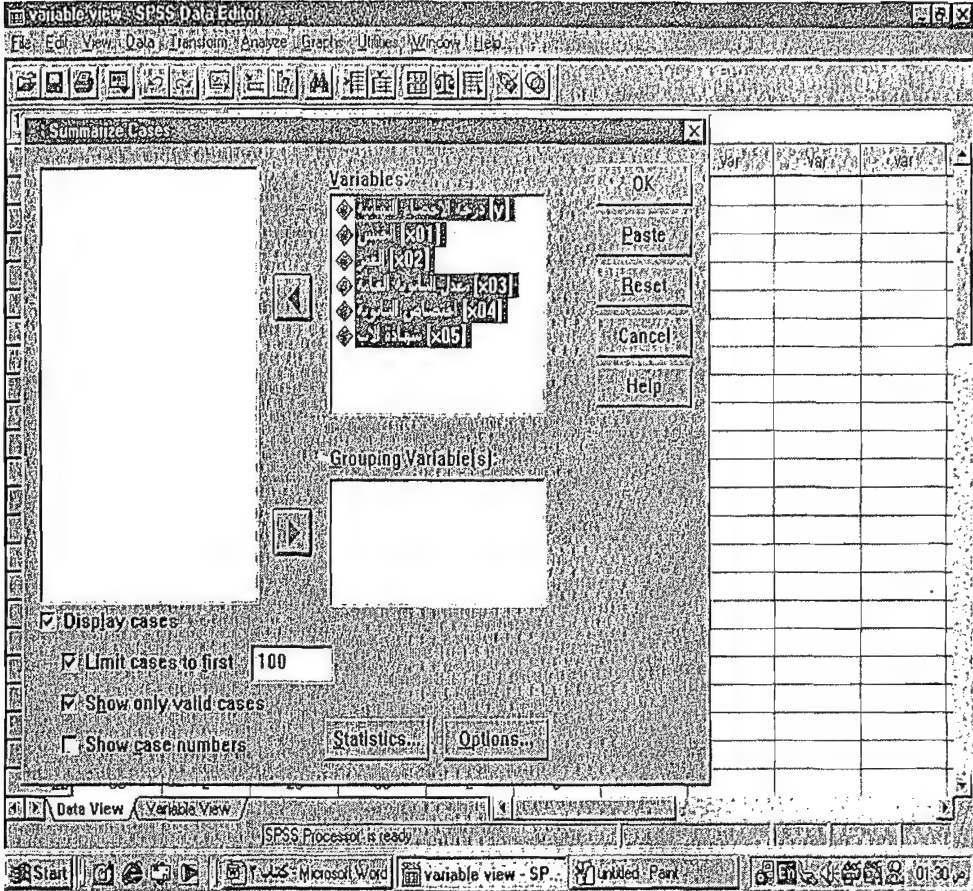 variable view - SPSS Data Editor
File Edit View Data Transform Analyze Graphs Utilities Window Help
Summarize Cases
Variables:
[y]
الجنس [x01]
العمر [x02]
[x03]
[x04]
[x05]
OK
Paste
Reset
Cancel
Help
var var var
Grouping Variable(s):
Display cases
Limit cases to first 100
Show only valid cases
Show case numbers
Statistics...
Options...
Data View Variable View
SPSS Processor is ready
Start
Microsoft Word
variable view - SP...
untitled - Paint
01:30